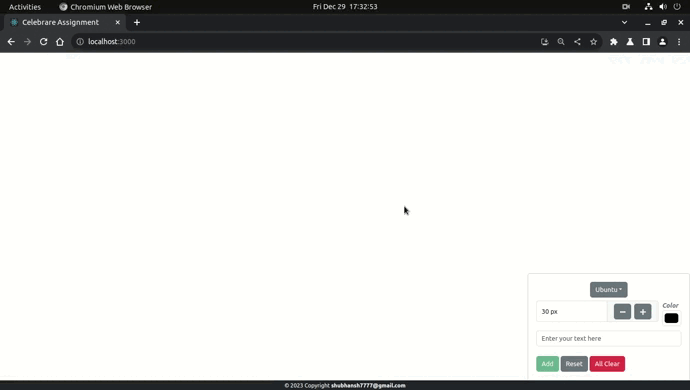 Activities Chromium Web Browser Fri Dec 29 17:32:53
Celebrare Assignment
localhost:3000
Ubuntu
30 px
Color
Enter your text here
Add Reset All Clear
© 2023 Copyright shubhansh7777@gmail.com